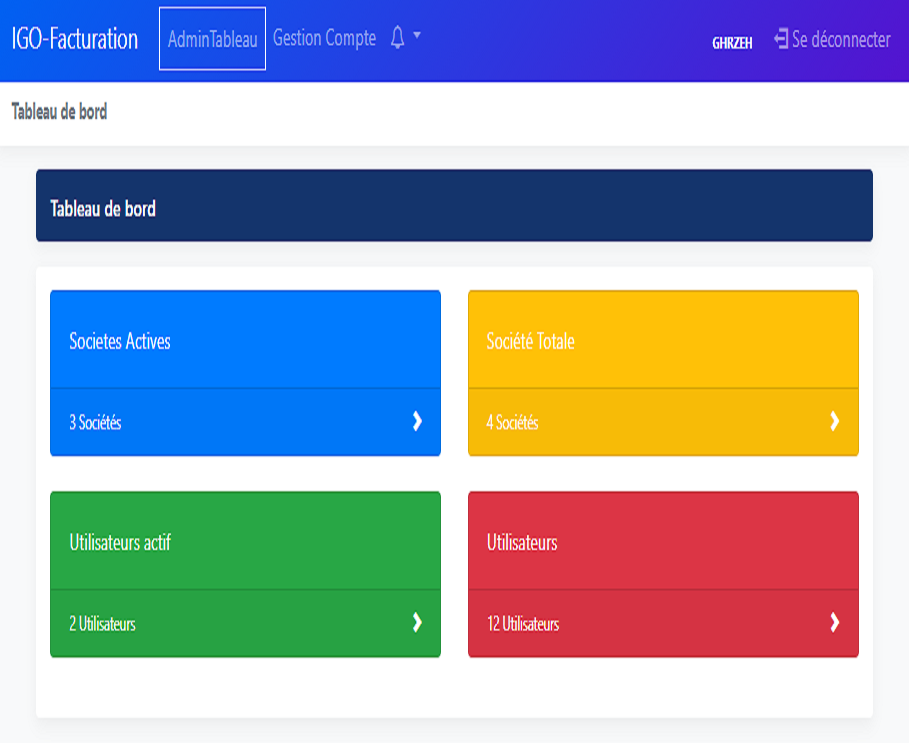 IGO-Facturation AdminTableau Gestion Compte GHRZEH Se déconnecter
Tableau de bord
Tableau de bord
Societes Actives
Société Totale
3 Sociétés
4 Sociétés
Utilisateurs actif
Utilisateurs
2 Utilisateurs
12 Utilisateurs